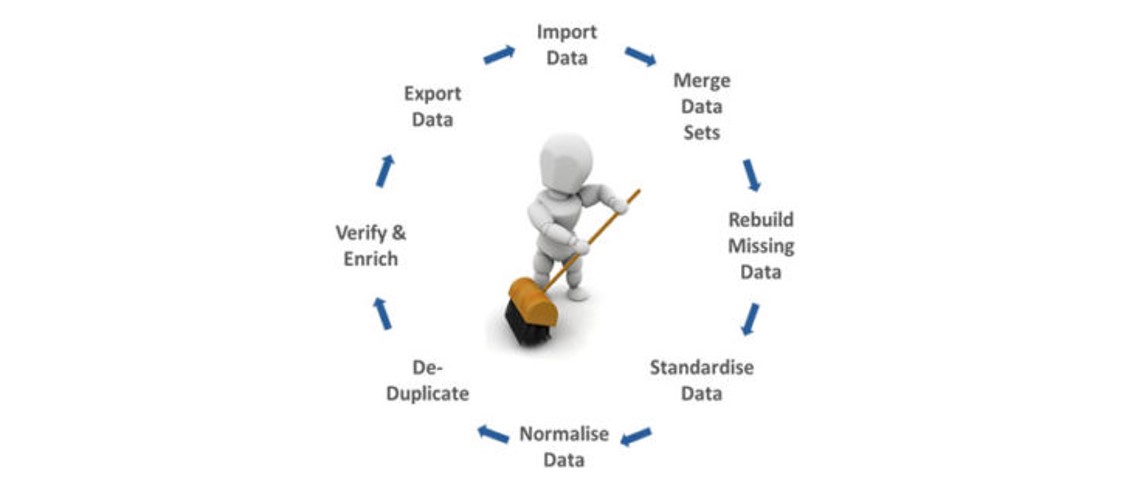 Import
Data
Merge
Data
Sets
Rebuild
Missing
Data
Standardise
Data
Normalise
Data
De-
Duplicate
Verify &
Enrich
Export
Data